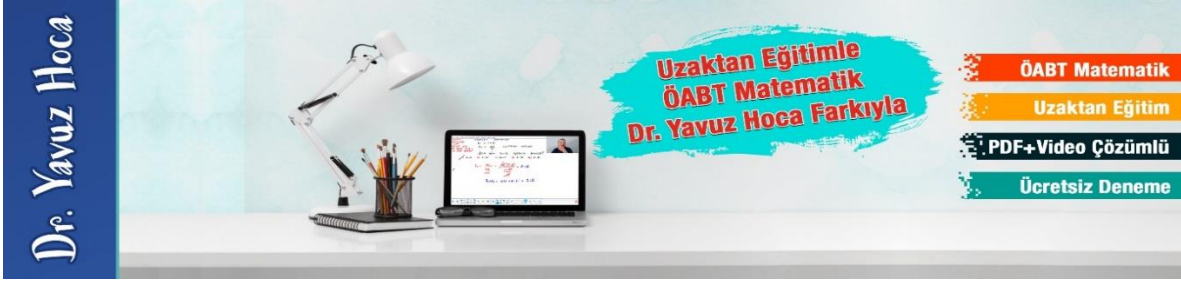 Dr. Yavuz Hoca
Uzaktan Eğitimle
ÖABT Matematik
Dr. Yavuz Hoca Farkıyla
ÖABT Matematik
Uzaktan Eğitim
PDF+Video Çözümlü
Ücretsiz Deneme